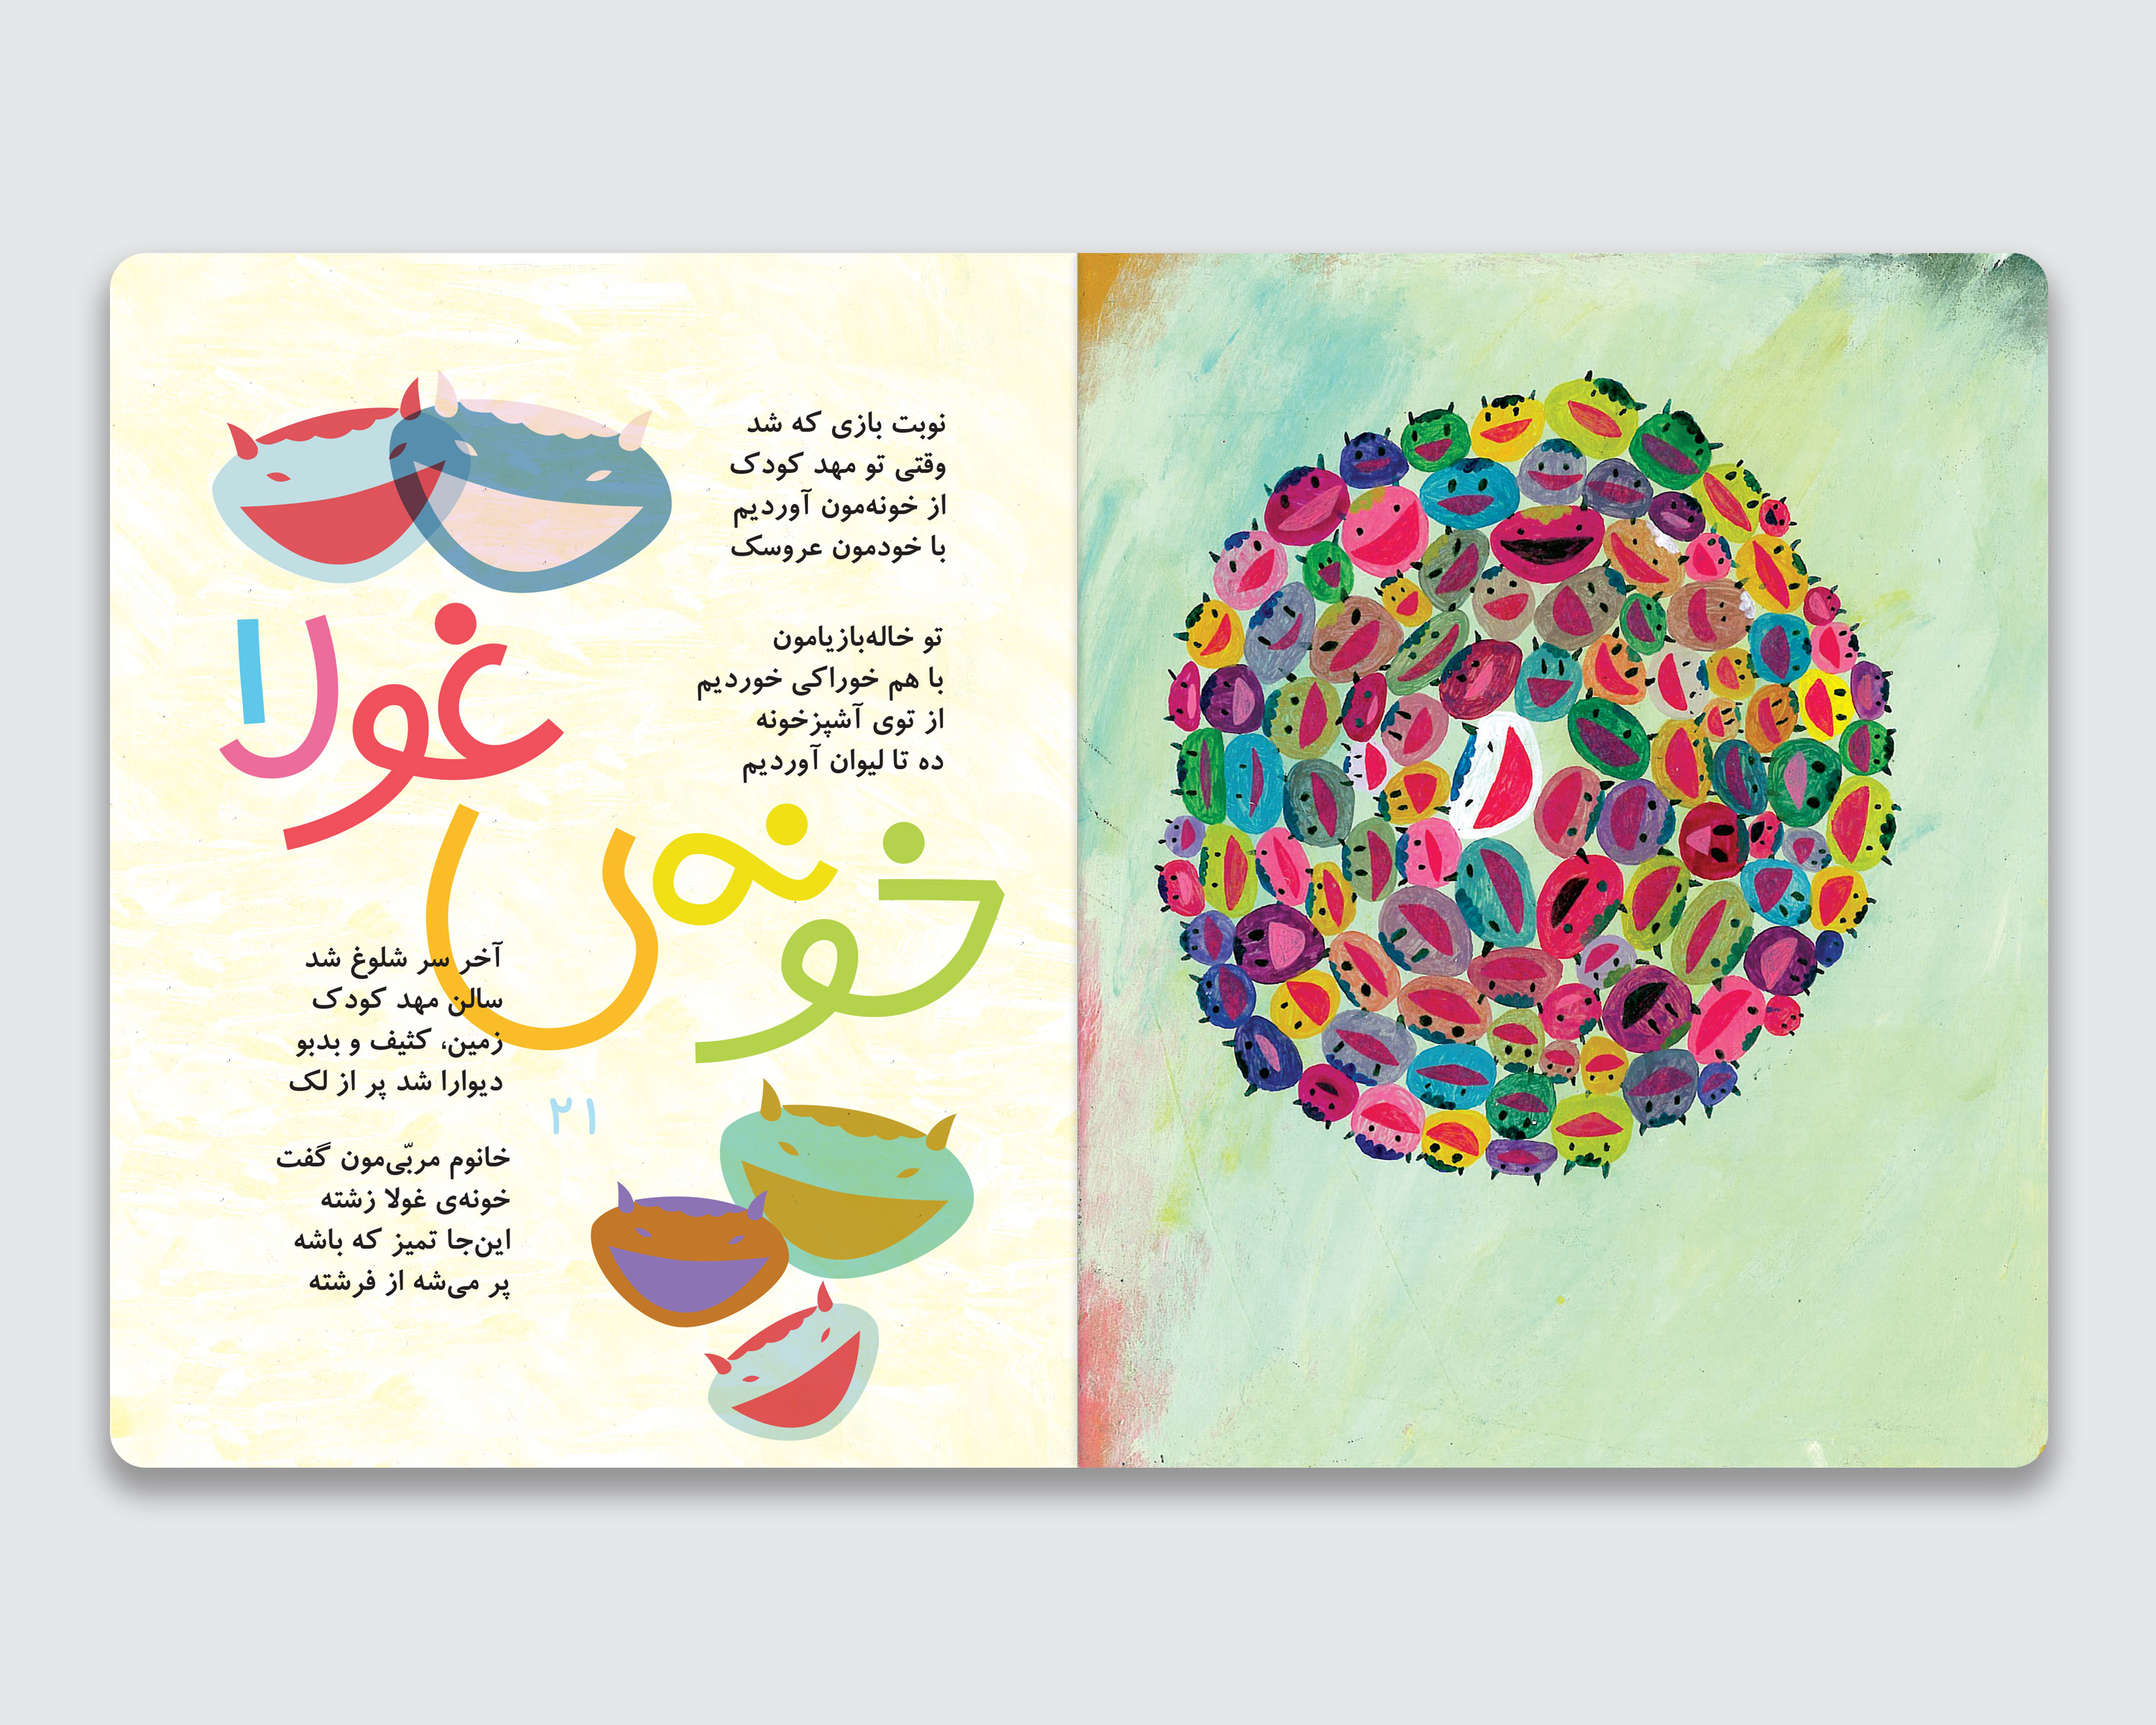 خونه‌ی
غولا
نوبت بازی که شد
وقتی تو مهد کودک
از خونه‌مون آوردیم
با خودمون عروسک
تو خاله‌بازیامون
با هم خوراکی خوردیم
از توی آشپزخونه
ده تا لیوان آوردیم
آخر سر شلوغ شد
سالن مهد کودک
زمین، کثیف و بدبو
دیوارا شد پر از لک
خانوم مربّی‌مون گفت
خونه‌ی غولا زشته
این‌جا تمیز که باشه
پر می‌شه از فرشته
۲۱